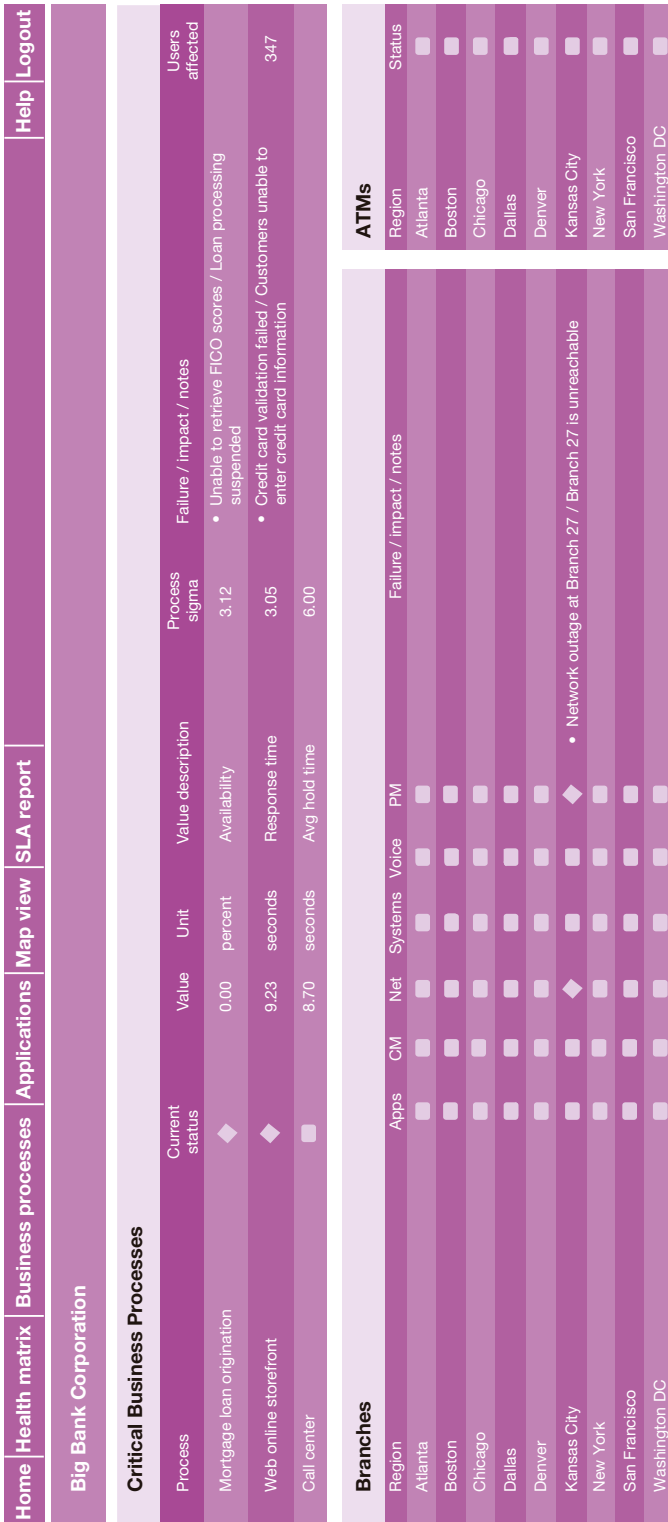 Home Health matrix Business processes Applications Map view SLA report Help Logout
Big Bank Corporation
Critical Business Processes
Process Current status Value Unit Value description Process sigma Failure / impact / notes Users affected
Mortgage loan origination 0.00 percent Availability 3.12 • Unable to retrieve FICO scores / Loan processing
suspended
Web online storefront 9.23 seconds Response time 3.05 • Credit card validation failed / Customers unable to 347
enter credit card information
Call center 8.70 seconds Avg hold time 6.00
Branches
Region Apps CM Net Systems Voice PM Failure / impact / notes
Atlanta
Boston
Chicago
Dallas
Denver
Kansas City • Network outage at Branch 27 / Branch 27 is unreachable
New York
San Francisco
Washington DC
ATMs
Region Status
Atlanta
Boston
Chicago
Dallas
Denver
Kansas City
New York
San Francisco
Washington DC